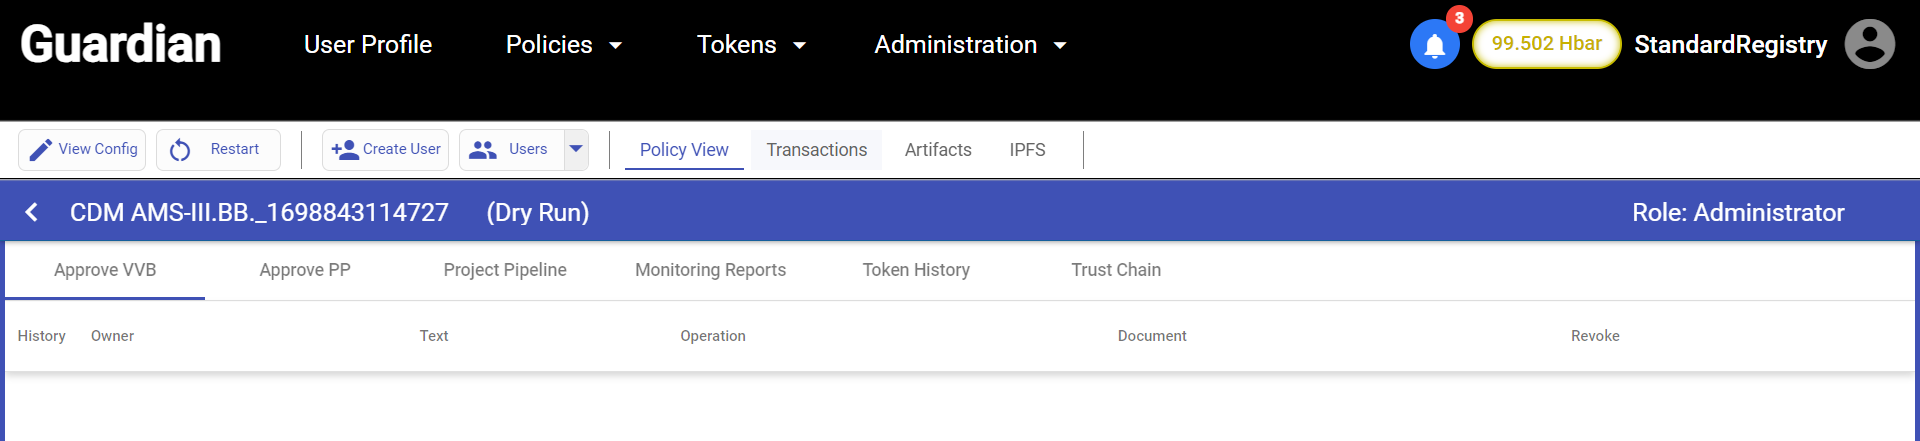 Guardian User Profile Policies Tokens Administration 3 99.502 Hbar StandardRegistry
View Config Restart Create User Users Policy View Transactions Artifacts IPFS
CDM AMS-III.BB._1698843114727 (Dry Run) Role: Administrator
Approve VVB Approve PP Project Pipeline Monitoring Reports Token History Trust Chain
History Owner Text Operation Document Revoke